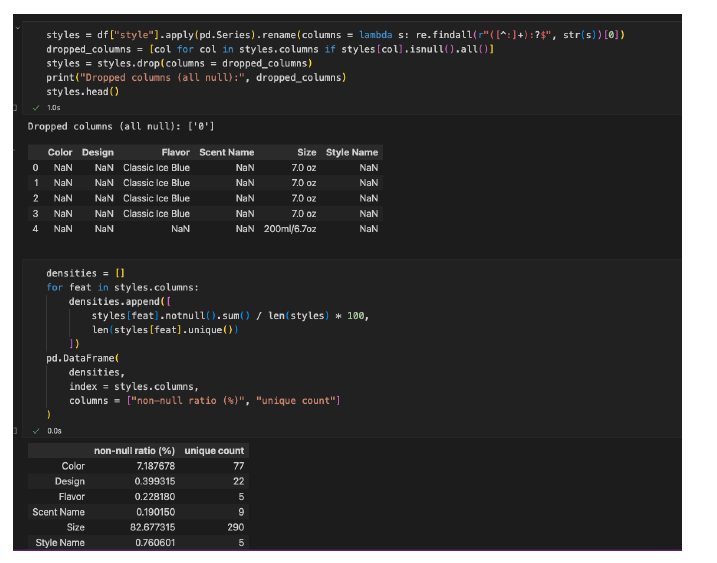 styles = df["style"].apply(pd.Series).rename(columns = lambda s: re.findall(r"([^:]+):?$", str(s))[0])
dropped_columns = [col for col in styles.columns if styles[col].isnull().all()]
styles = styles.drop(columns = dropped_columns)
print("Dropped columns (all null):", dropped_columns)
styles.head()
✓ 1.0s
Dropped columns (all null): ['0']
Color Design Flavor Scent Name Size Style Name
0 NaN NaN Classic Ice Blue NaN 7.0 oz NaN
1 NaN NaN Classic Ice Blue NaN 7.0 oz NaN
2 NaN NaN Classic Ice Blue NaN 7.0 oz NaN
3 NaN NaN Classic Ice Blue NaN 7.0 oz NaN
4 NaN NaN NaN NaN 200ml/6.7oz NaN
densities = []
for feat in styles.columns:
densities.append([
styles[feat].notnull().sum() / len(styles) * 100,
len(styles[feat].unique())
])
pd.DataFrame(
densities,
index = styles.columns,
columns = ["non-null ratio (%)", "unique count"]
)
✓ 0.0s
non-null ratio (%) unique count
Color 7.187678 77
Design 0.399315 22
Flavor 0.228180 5
Scent Name 0.190150 9
Size 82.677315 290
Style Name 0.760601 5